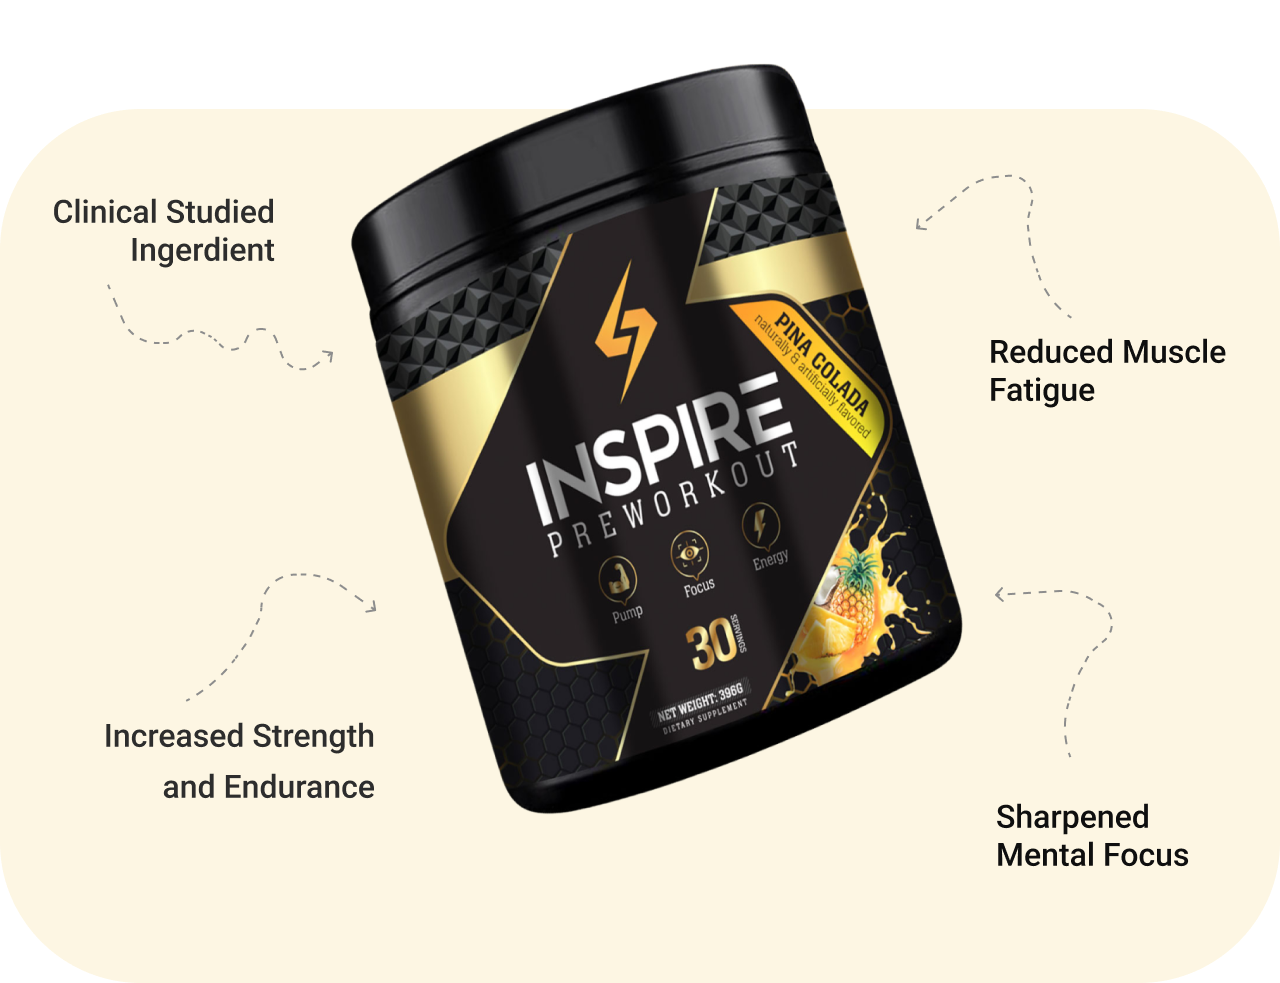 Clinical Studied
Ingerdient
Reduced Muscle
Fatigue
PINA COLADA
naturally & artificially flavored
INSPIRE
PREWORKOUT
Pump
Focus
Energy
30
SERVINGS
NET WEIGHT: 396G
DIETARY SUPPLEMENT
Increased Strength
and Endurance
Sharpened
Mental Focus